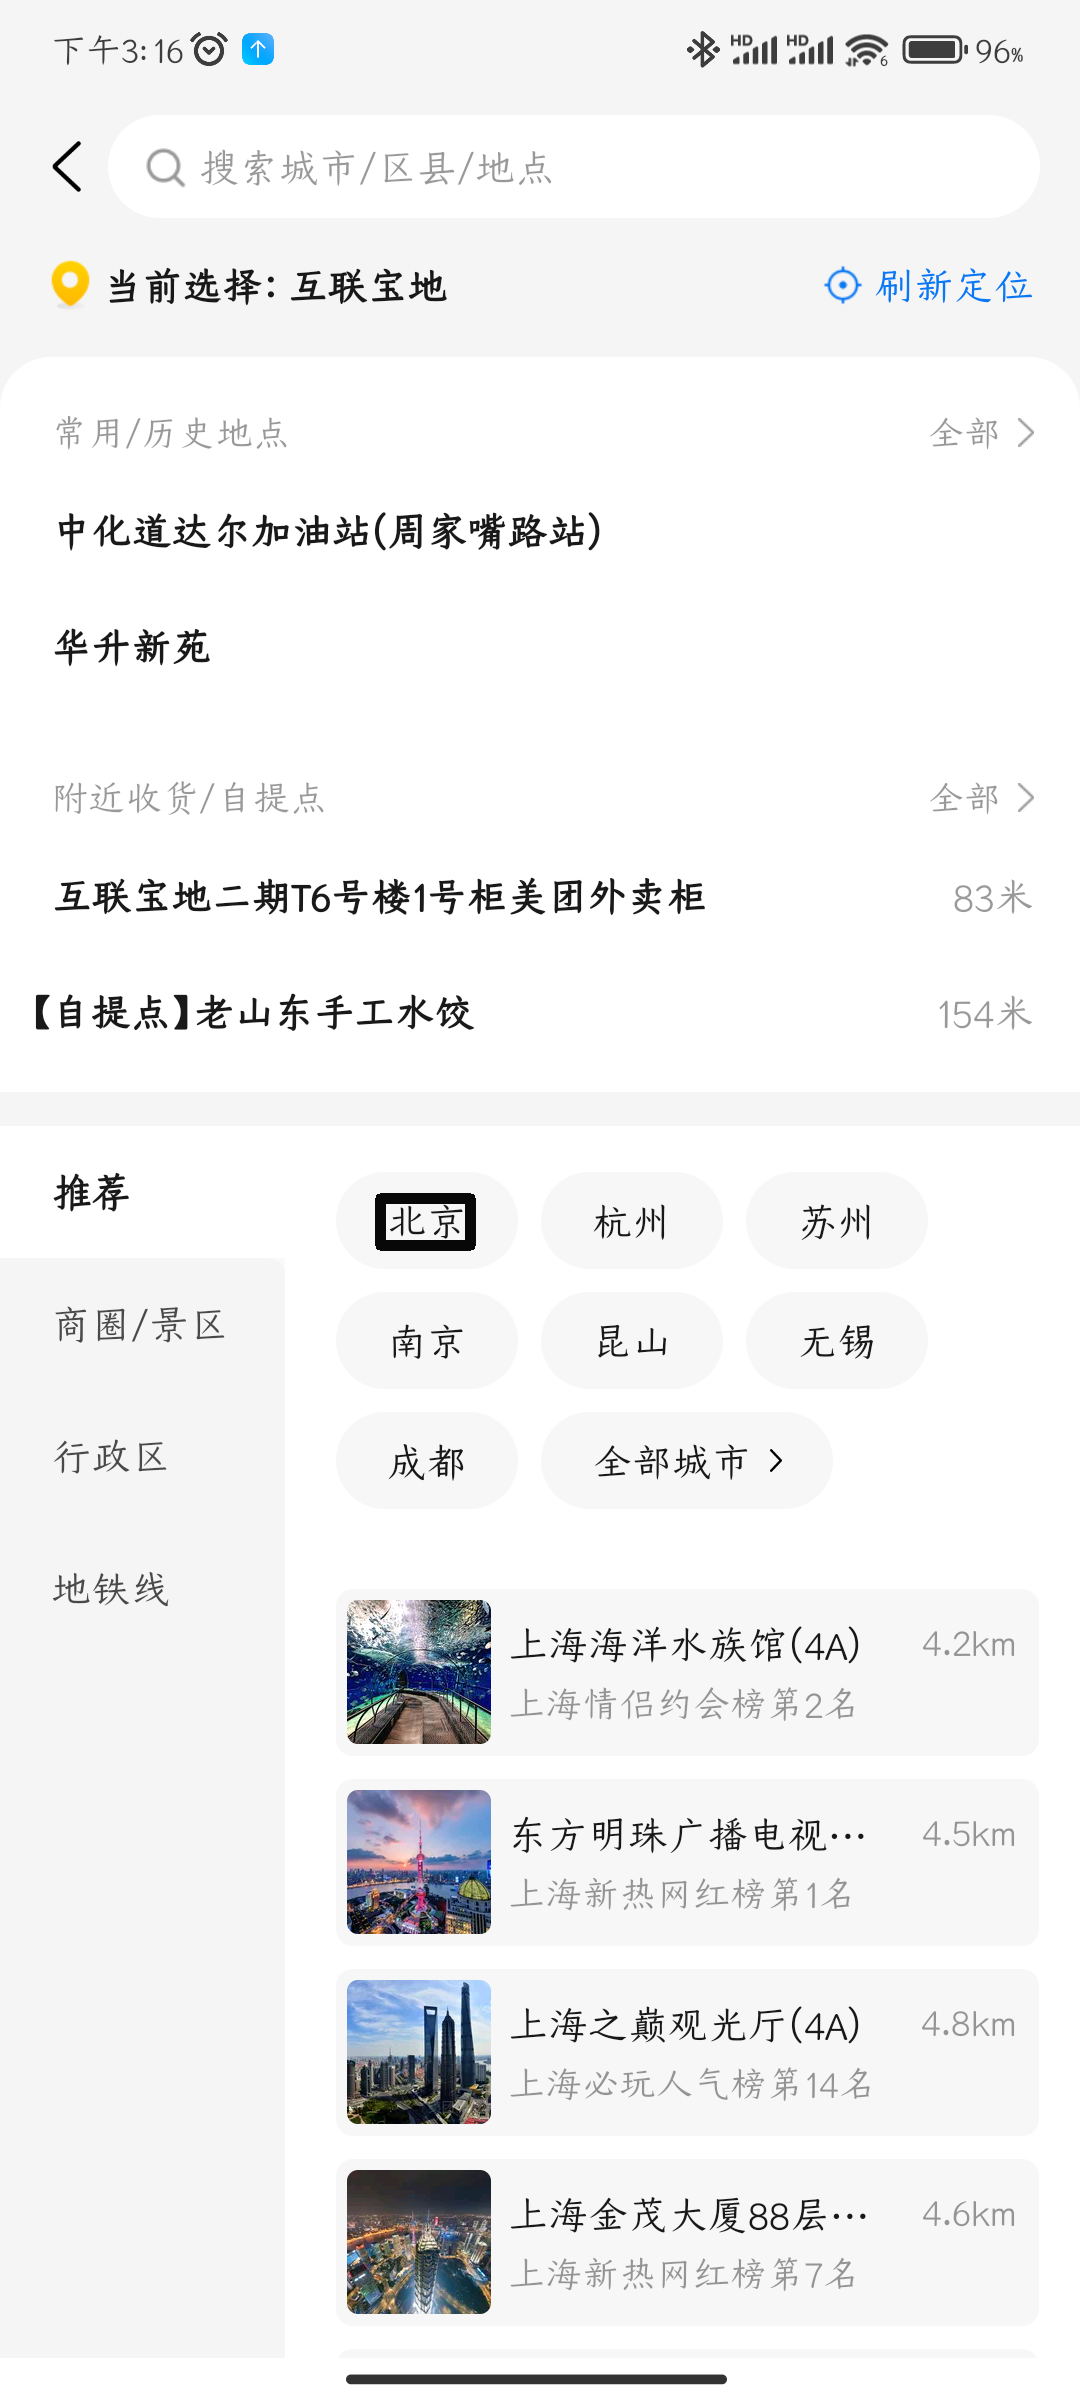 下午3:16
HD HD 6 96%
搜索城市/区县/地点
当前选择: 互联宝地
刷新定位
常用/历史地点
全部
中化道达尔加油站(周家嘴路站)
华升新苑
附近收货/自提点
全部
互联宝地二期T6号楼1号柜美团外卖柜
83米
【自提点】老山东手工水饺
154米
推荐
商圈/景区
行政区
地铁线
北京
杭州
苏州
南京
昆山
无锡
成都
全部城市
上海海洋水族馆(4A)
4.2km
上海情侣约会榜第2名
东方明珠广播电视…
4.5km
上海新热网红榜第1名
上海之巅观光厅(4A)
4.8km
上海必玩人气榜第14名
上海金茂大厦88层…
4.6km
上海新热网红榜第7名